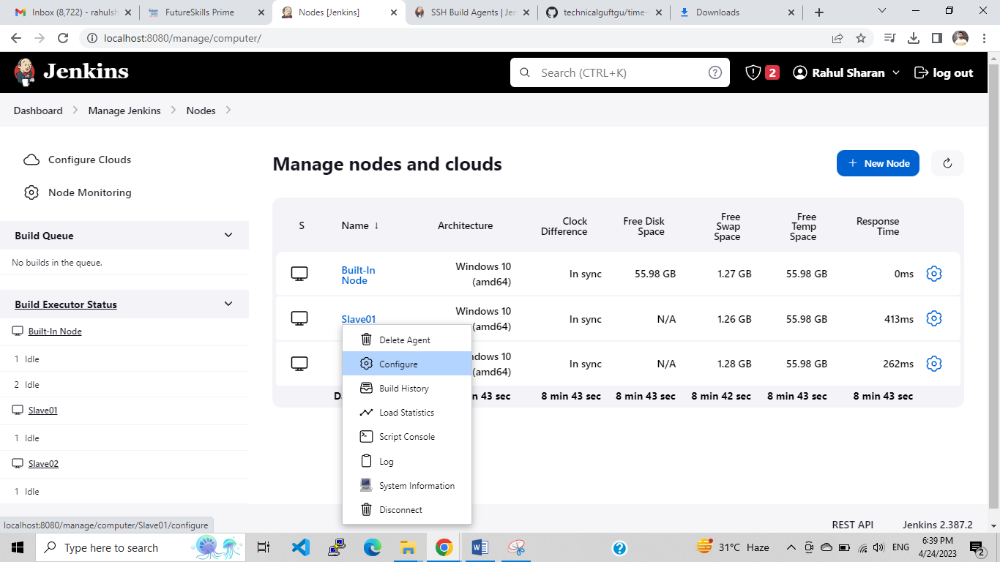 Inbox (8,722) - rahulsh
FutureSkills Prime
Nodes [Jenkins]
SSH Build Agents | Jen
technicalguftgu/time-
Downloads
localhost:8080/manage/computer/
Jenkins
Search (CTRL+K)
2
Rahul Sharan
log out
Dashboard
Manage Jenkins
Nodes
Configure Clouds
Node Monitoring
Build Queue
No builds in the queue.
Build Executor Status
Built-In Node
1 Idle
2 Idle
Slave01
1 Idle
Slave02
1 Idle
Manage nodes and clouds
+ New Node
S Name ↓ Architecture Clock Difference Free Disk Space Free Swap Space Free Temp Space Response Time
Built-In Node Windows 10 (amd64) In sync 55.98 GB 1.27 GB 55.98 GB 0ms
Slave01 Windows 10 (amd64) In sync N/A 1.26 GB 55.98 GB 413ms
(amd64) In sync N/A 1.28 GB 55.98 GB 262ms
43 sec 8 min 43 sec 8 min 43 sec 8 min 42 sec 8 min 43 sec 8 min 43 sec
Delete Agent
Configure
Build History
Load Statistics
Script Console
Log
System Information
Disconnect
REST API
Jenkins 2.387.2
localhost:8080/manage/computer/Slave01/configure
Type here to search
31°C Haze
ENG
6:39 PM
4/24/2023
2